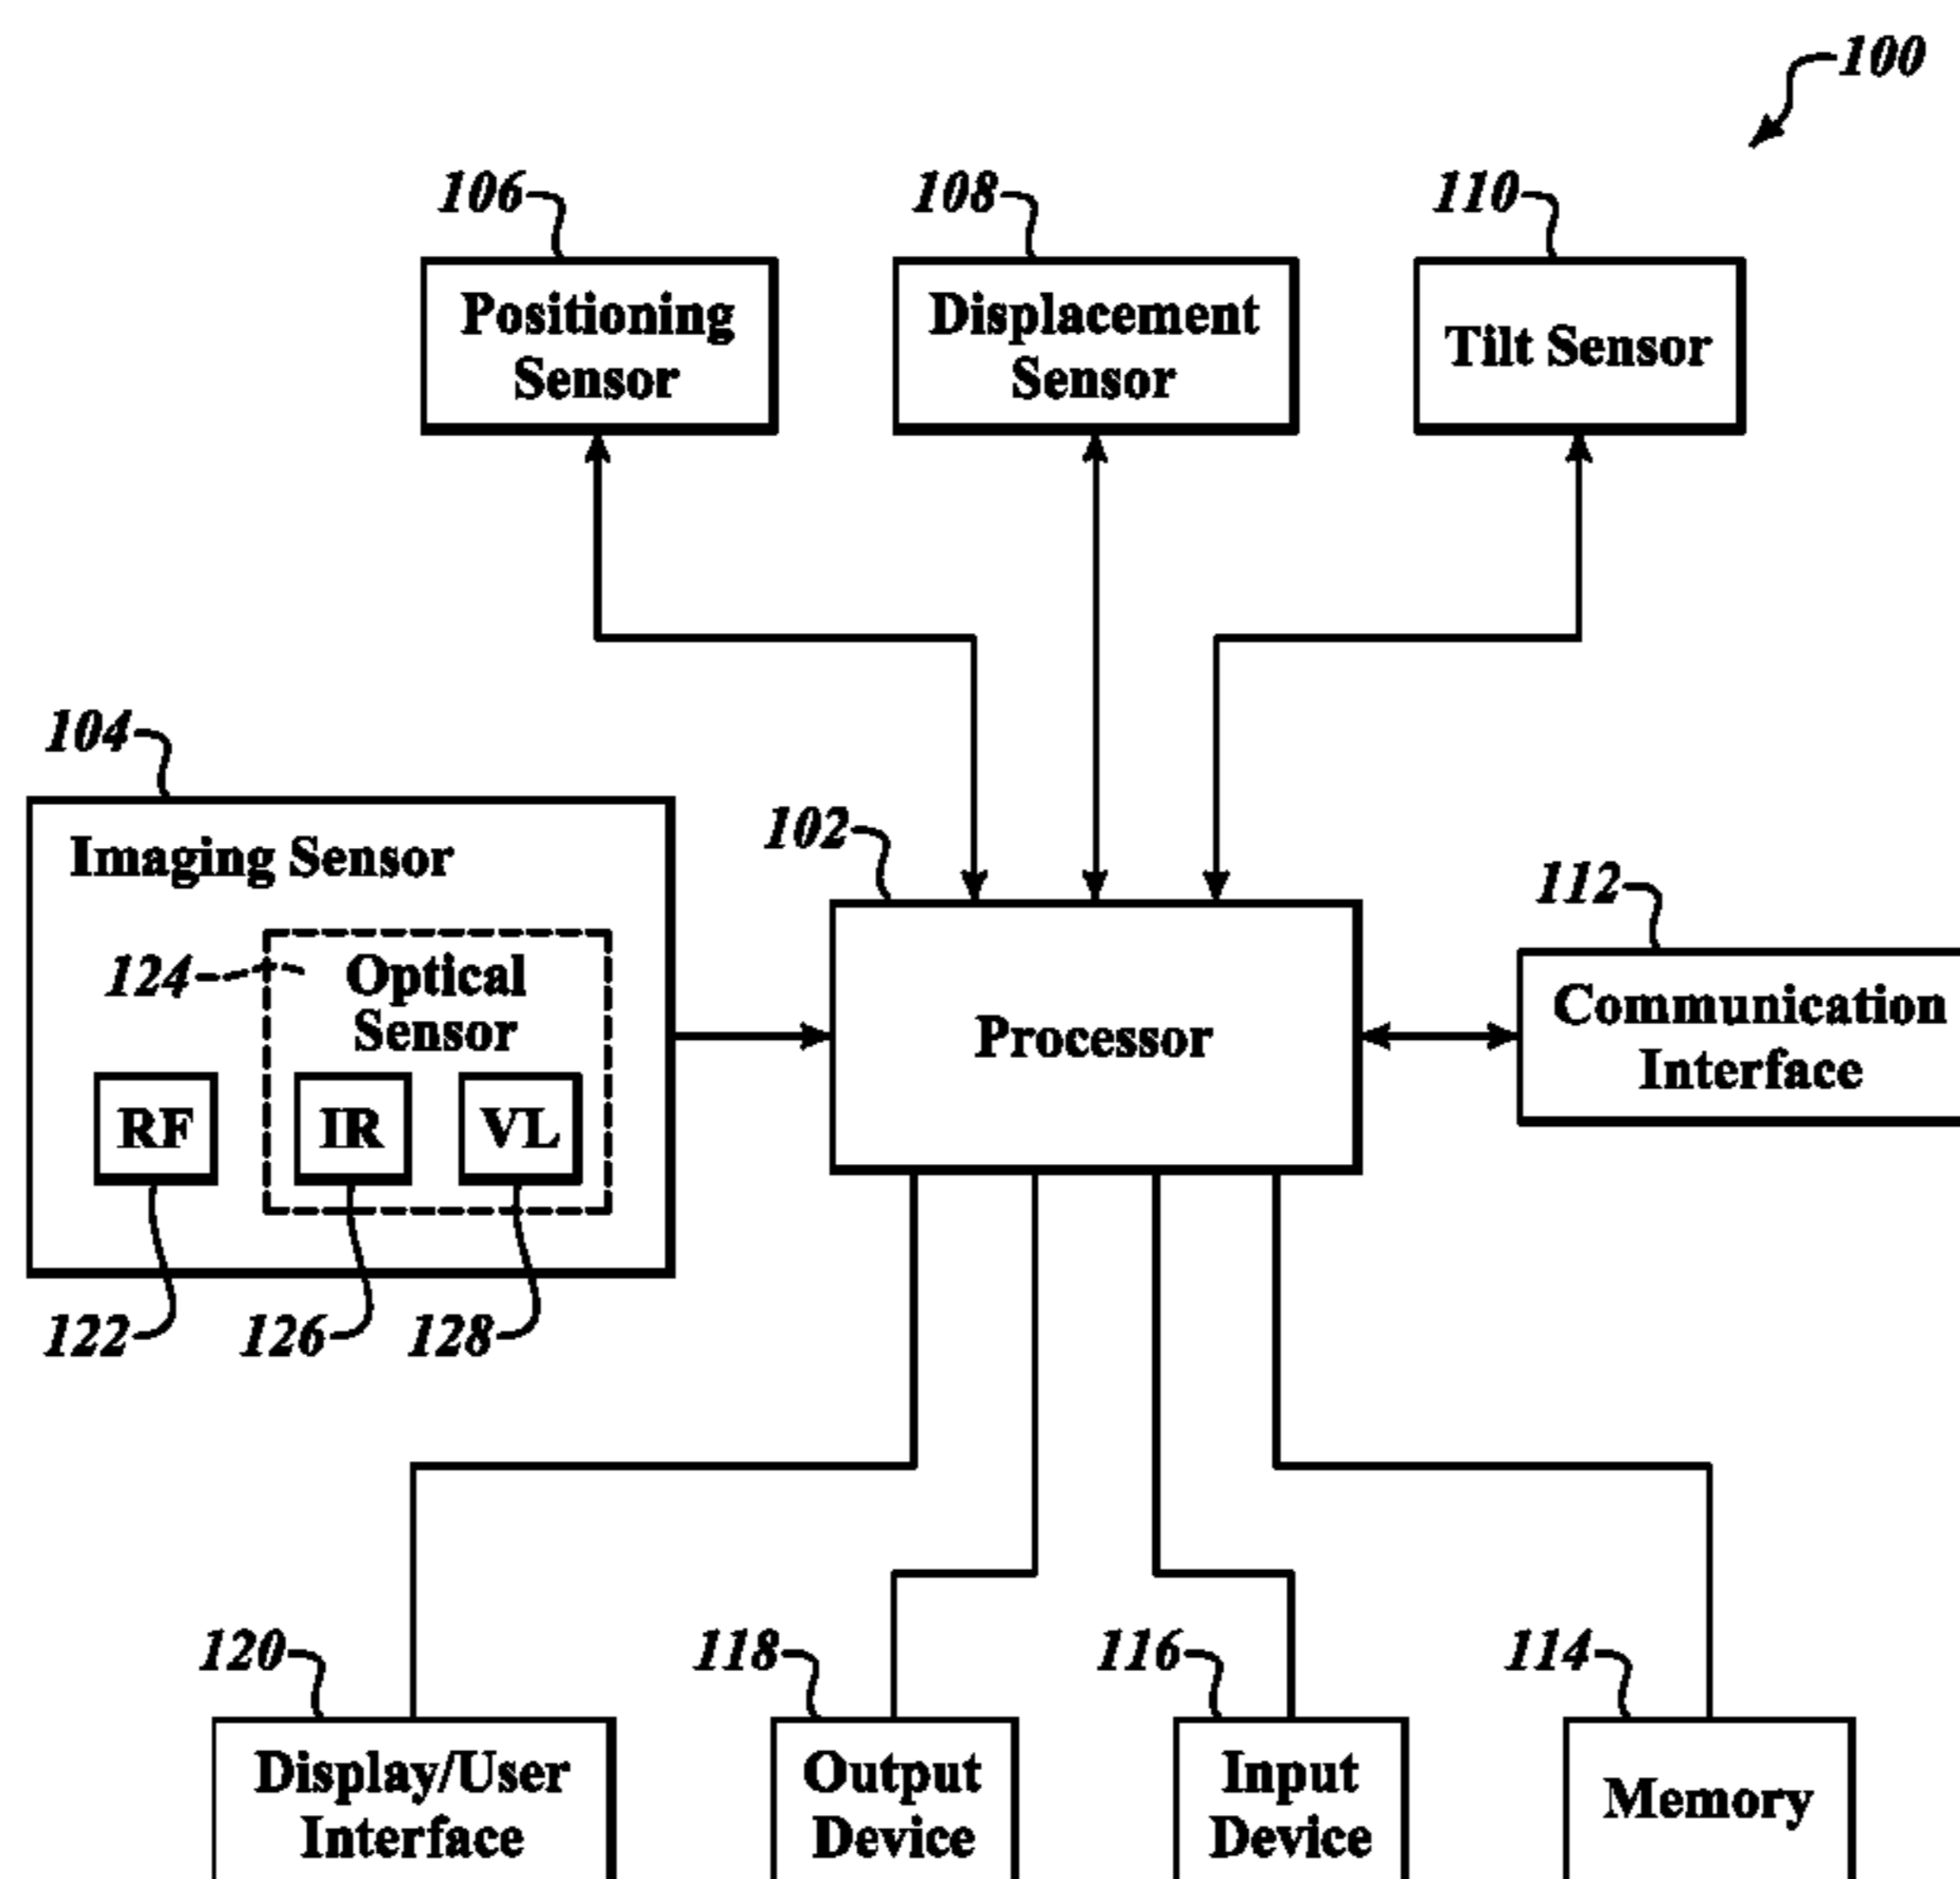 100
106
108
110
Positioning
Sensor
Displacement
Sensor
Tilt Sensor
104
102
112
Imaging Sensor
124
Optical
Sensor
RF
IR
VL
Processor
Communication
Interface
122
126
128
120
118
116
114
Display/User
Interface
Output
Device
Input
Device
Memory